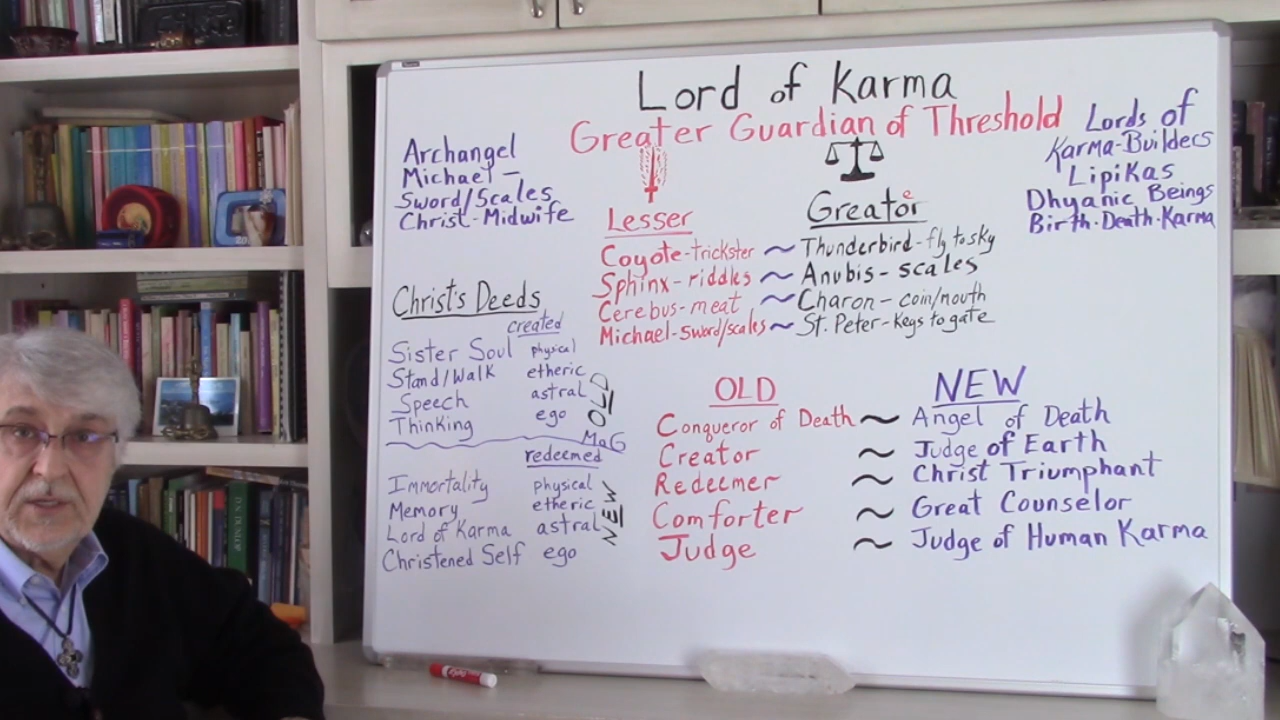 Lord of Karma
Greater Guardian of Threshold
Archangel
Michael –
Sword/Scales
Christ-Midwife
Lords of
Karma-Builders
Lipikas
Dhyanic Beings
Birth·Death·Karma
Lesser
Greator
e
Coyote-trickster ~ Thunderbird-fly to sky
Sphinx-riddles ~ Anubis-scales
Cerebus-meat ~ Charon-coin/mouth
Michael-sword/scales ~ St. Peter-keys to gate
Christ's Deeds
created
Sister Soul physical
Stand/Walk etheric
Speech astral
Thinking ego
OLD
MaG
redeemed
Immortality physical
Memory etheric
Lord of Karma astral
Christened Self ego
NEW
OLD
NEW
Conqueror of Death ~ Angel of Death
Creator ~ Judge of Earth
Redeemer ~ Christ Triumphant
Comforter ~ Great Counselor
Judge ~ Judge of Human Karma